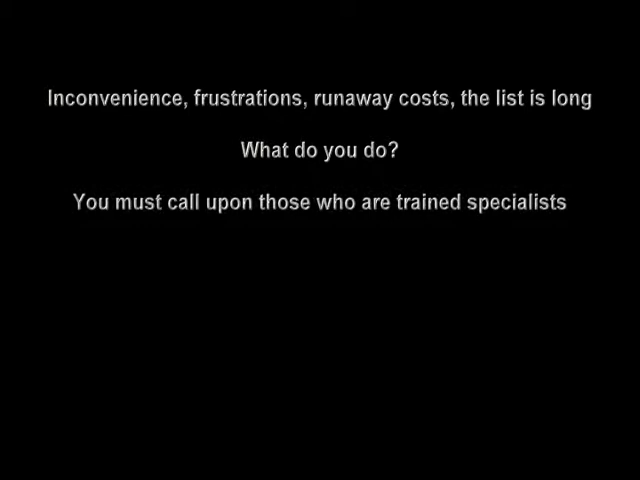 Inconvenience, frustrations, runaway costs, the list is long
What do you do?
You must call upon those who are trained specialists